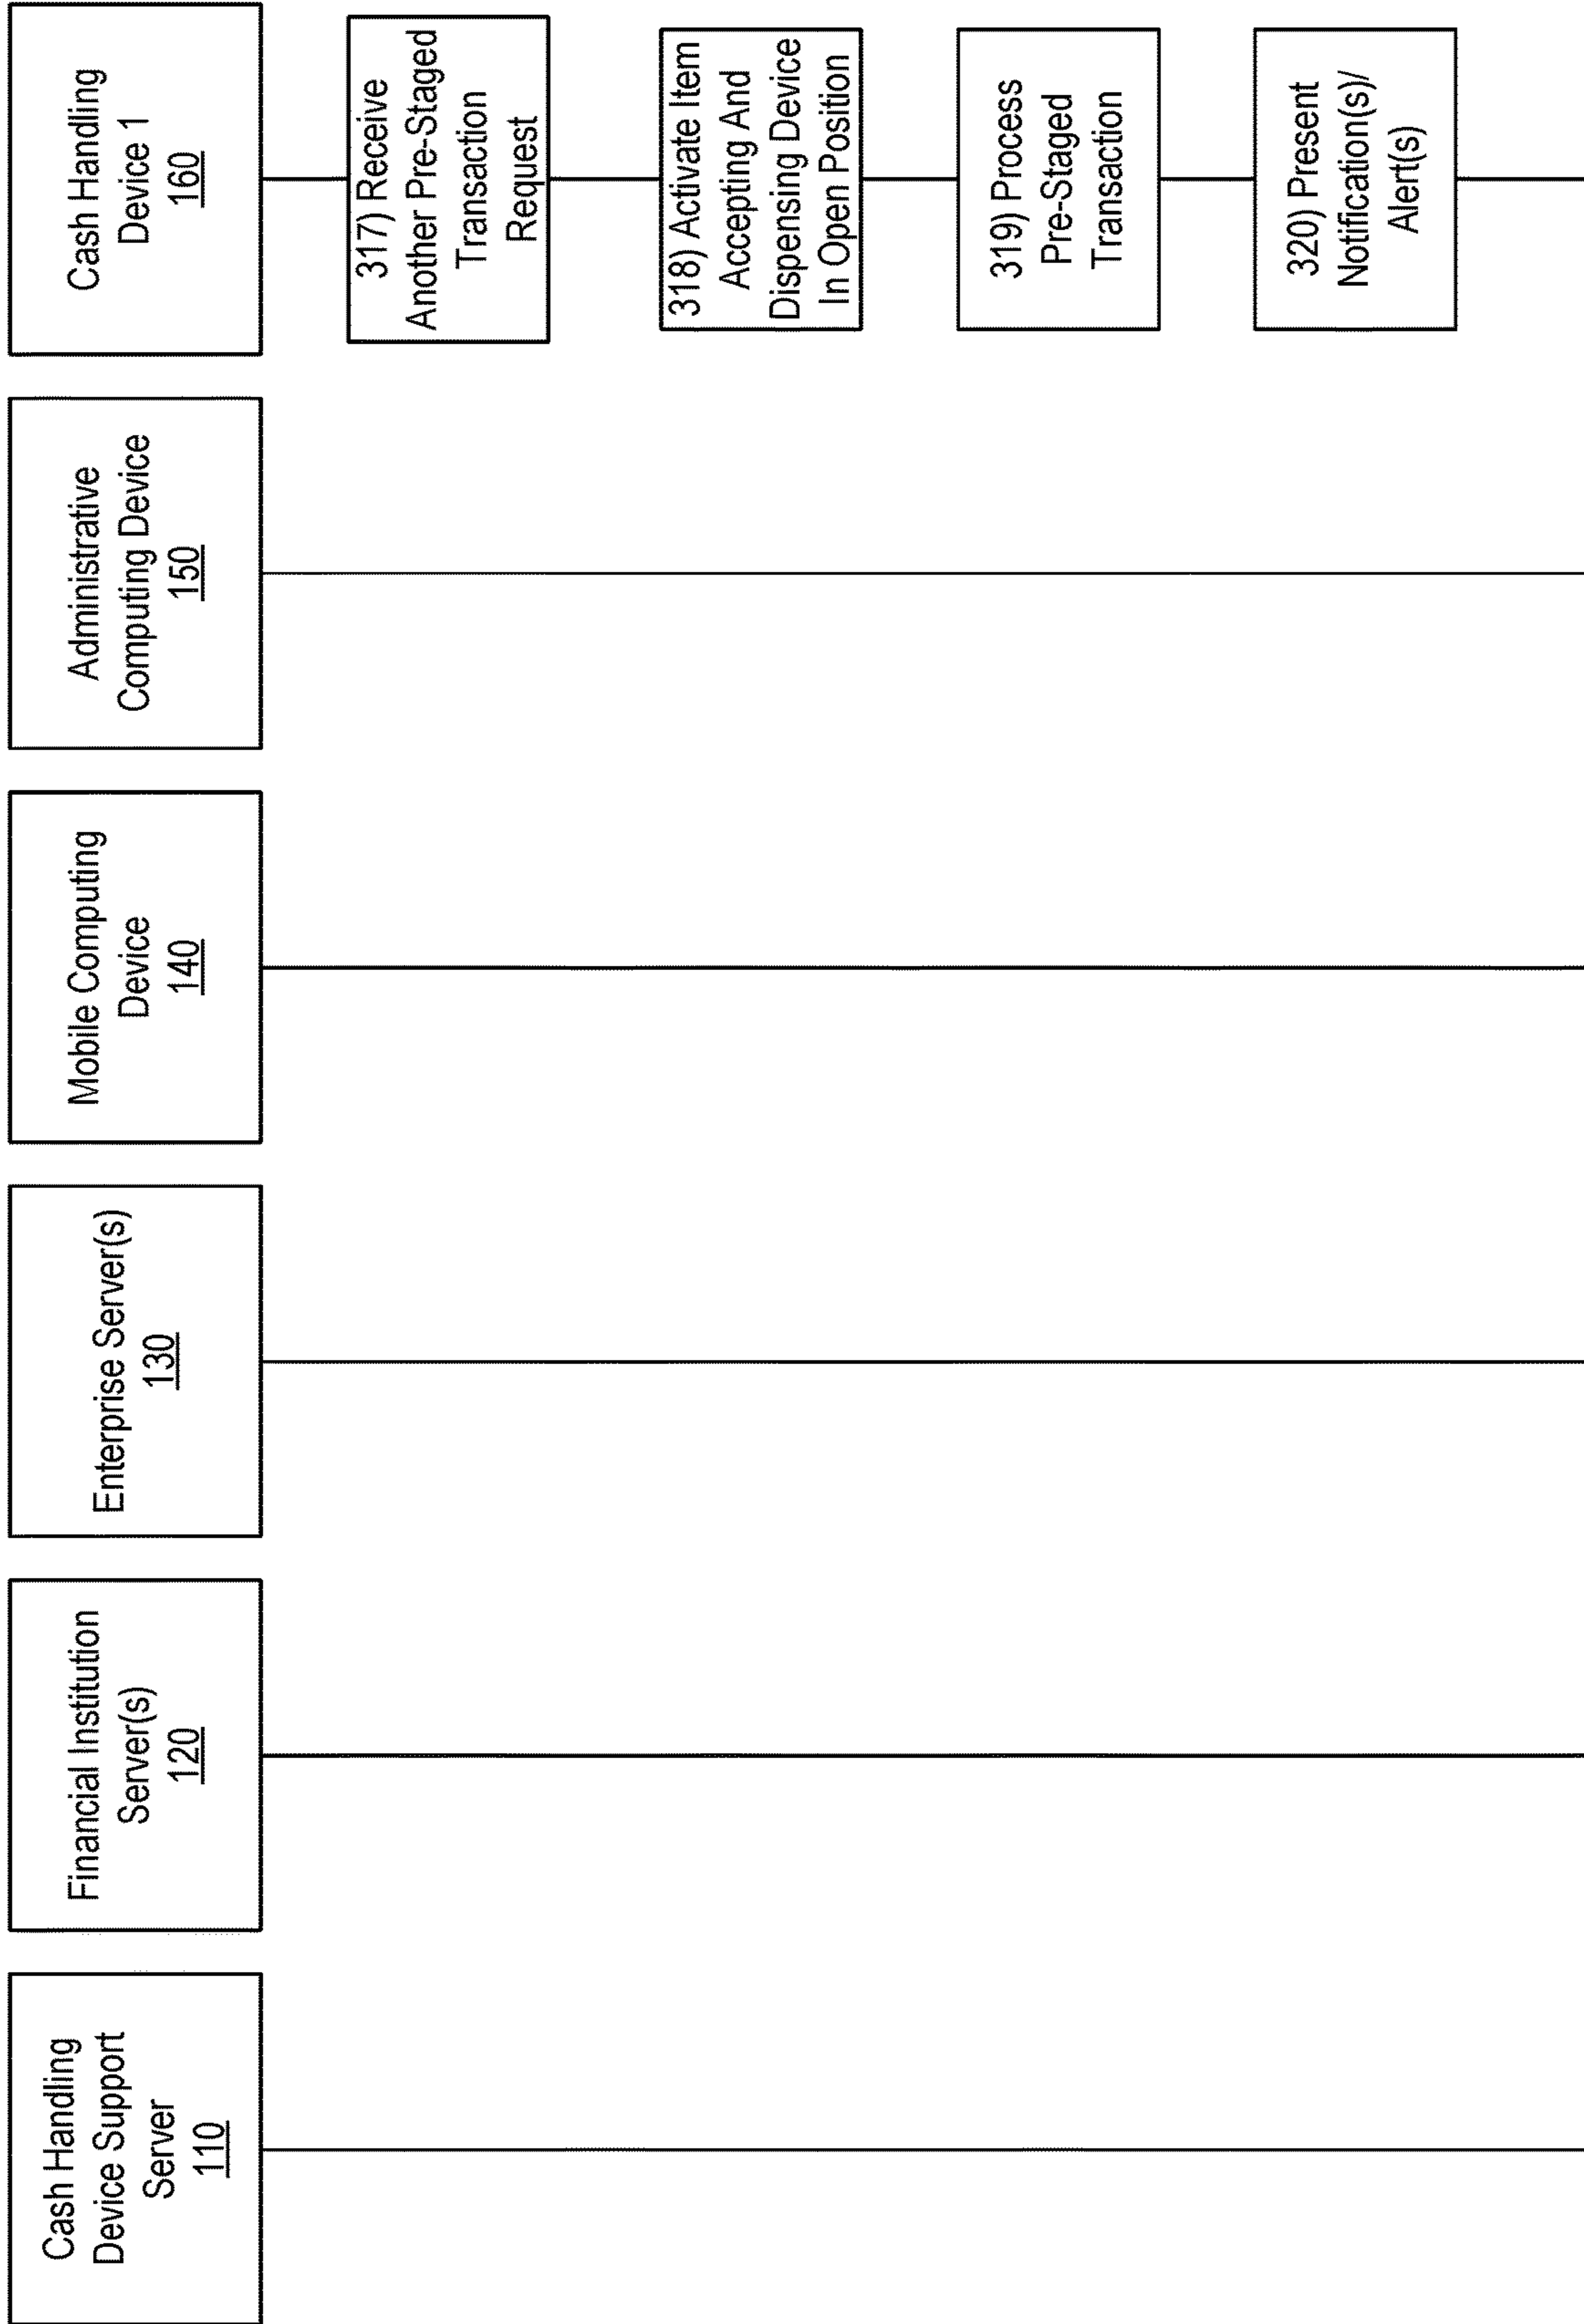 Cash Handling
Device Support
Server
110
Financial Institution
Server(s)
120
Enterprise Server(s)
130
Mobile Computing
Device
140
Administrative
Computing Device
150
Cash Handling
Device 1
160
317) Receive
Another Pre-Staged
Transaction
Request
318) Activate Item
Accepting And
Dispensing Device
In Open Position
319) Process
Pre-Staged
Transaction
320) Present
Notification(s)/
Alert(s)